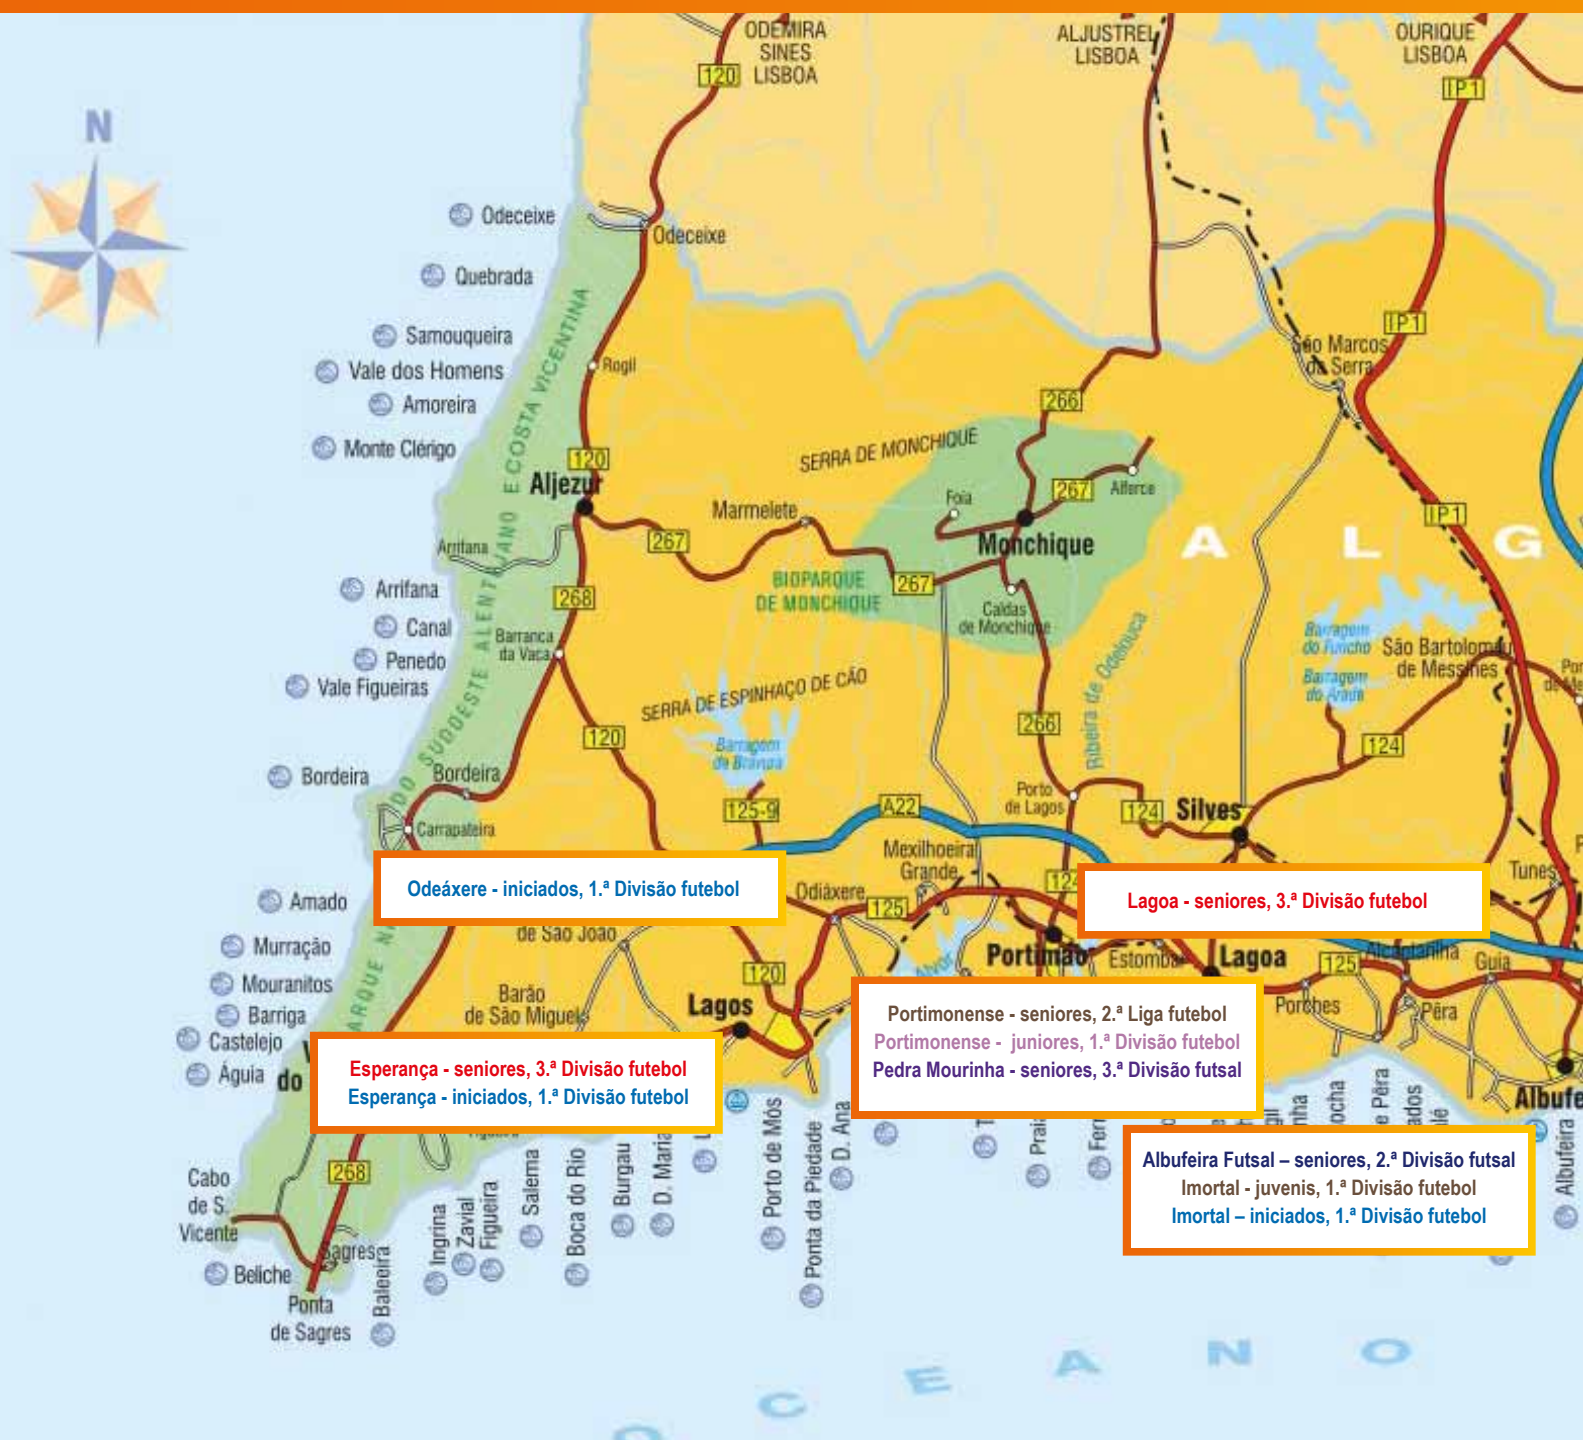 ODEMIRA
SINES
LISBOA
120
ALJUSTREL
LISBOA
OURIQUE
LISBOA
IP1
N
Odeceixe
Odeceixe
Quebrada
Samouqueira
Vale dos Homens
Rogil
Amoreira
Monte Clérigo
IP1
São Marcos
da Serra
266
SERRA DE MONCHIQUE
120
Aljezur
267
Alferce
Foia
Marmelete
IP1
Monchique
A L G
Arrifana
267
BIOPARQUE
DE MONCHIQUE
267
Arrifana
268
Caldas
de Monchique
Canal
Barranca
da Vaca
Penedo
Vale Figueiras
Ribeira de Odelouca
Barragem
do Funcho
São Bartolomeu
de Messines
Barragem
do Arade
SERRA DE ESPINHAÇO DE CÃO
266
120
Barragem
da Bravura
124
Bordeira
Bordeira
Porto
de Lagos
125-9
A22
124
Silves
Carrapateira
Mexilhoeira
Grande
Tunes
Odeáxere - iniciados, 1.ª Divisão futebol
Odiáxere
125
124
Lagoa - seniores, 3.ª Divisão futebol
Amado
de São João
Murração
Portimão
Estombar
Lagoa
125
Alcantarilha
Guia
120
Alvor
Mouranitos
Barão
de São Miguel
Lagos
Porches
Pêra
Barriga
Castelejo
Águia
do
Portimonense - seniores, 2.ª Liga futebol
Portimonense - juniores, 1.ª Divisão futebol
Pedra Mourinha - seniores, 3.ª Divisão futsal
Esperança - seniores, 3.ª Divisão futebol
Esperança - iniciados, 1.ª Divisão futebol
Albufe
Albufeira Futsal – seniores, 2.ª Divisão futsal
Imortal - juvenis, 1.ª Divisão futebol
Imortal – iniciados, 1.ª Divisão futebol
Cabo
de S.
Vicente
268
Sagres
Beliche
Ponta
de Sagres
Baleeira
Ingrina
Zavial
Figueira
Salema
Boca do Rio
Burgau
D. Maria
Porto de Mós
Ponta da Piedade
D. Ana
Albufeira
O C E A N O